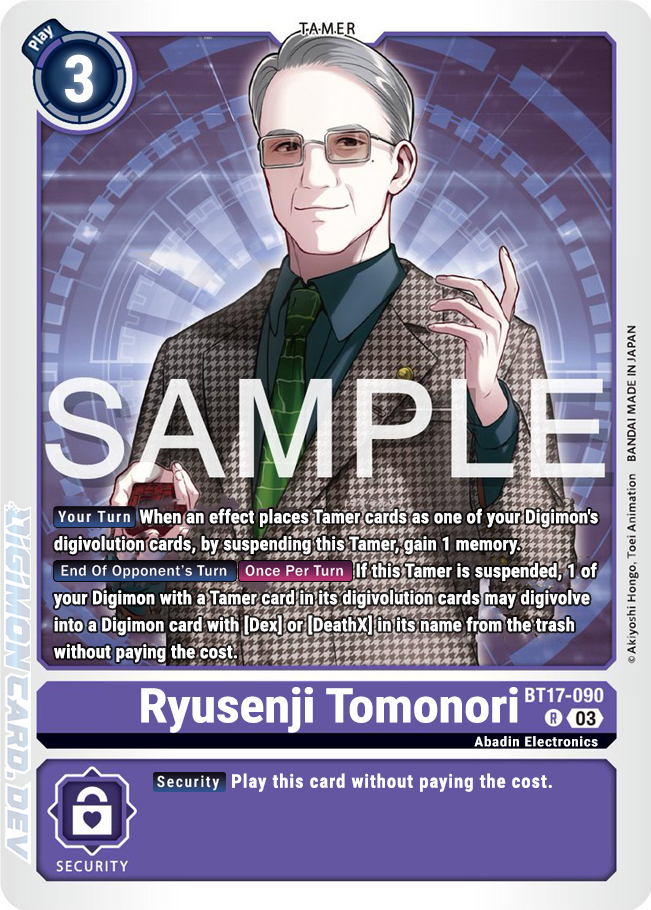 TAMER
Play
3
SAMPLE
Your Turn When an effect places Tamer cards as one of your Digimon's
digivolution cards, by suspending this Tamer, gain 1 memory.
End Of Opponent's Turn Once Per Turn If this Tamer is suspended, 1 of
your Digimon with a Tamer card in its digivolution cards may digivolve
into a Digimon card with [Dex] or [DeathX] in its name from the trash
without paying the cost.
Ryusenji Tomonori
BT17-090
R 03
Abadin Electronics
Security Play this card without paying the cost.
SECURITY
DIGIMON CARD.DEV
© Akiyoshi Hongo, Toei Animation BANDAI MADE IN JAPAN